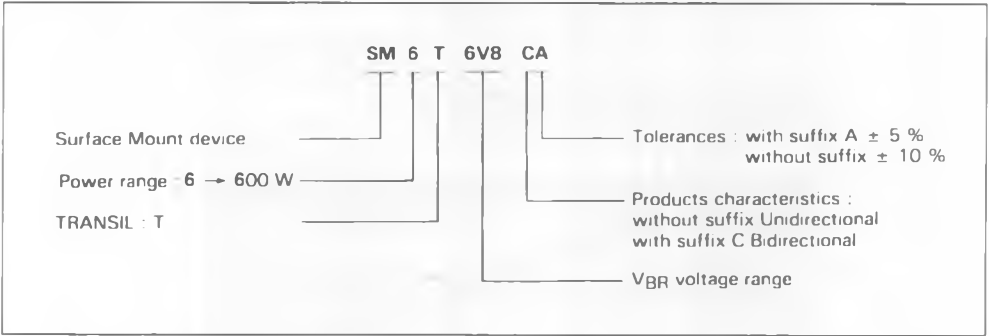 SM 6 T 6V8 CA
Surface Mount device
Power range 6 → 600 W
TRANSIL : T
Tolerances : with suffix A ± 5 %
without suffix ± 10 %
Products characteristics :
without suffix Unidirectional
with suffix C Bidirectional
VBR voltage range